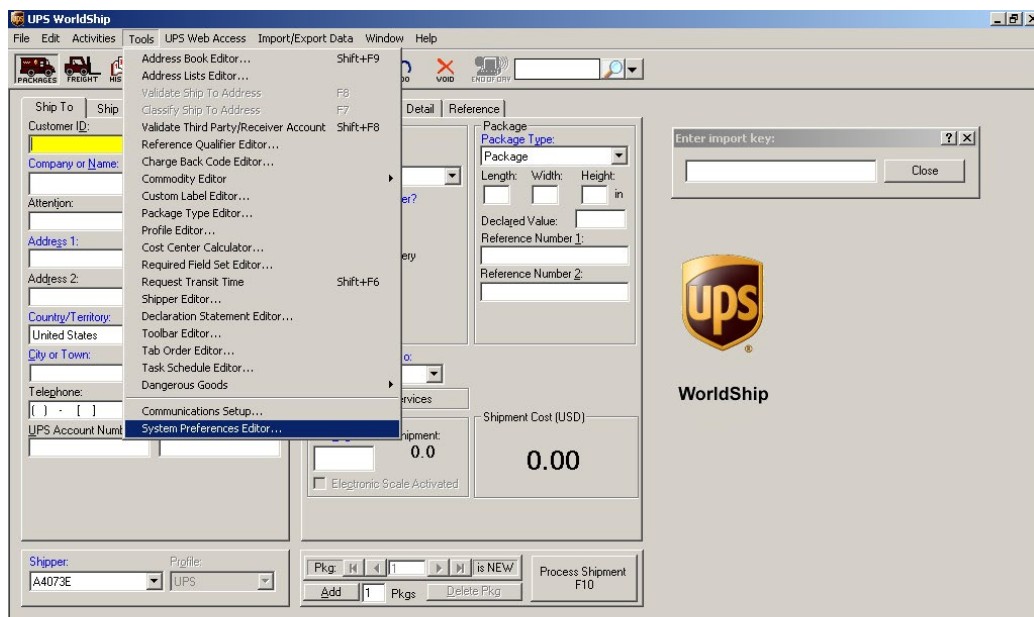 UPS WorldShip
File Edit Activities Tools UPS Web Access Import/Export Data Window Help
PACKAGES FREIGHT HIS VOID END OF DAY
Address Book Editor... Shift+F9
Address Lists Editor...
Validate Ship To Address F8
Classify Ship To Address F7
Validate Third Party/Receiver Account Shift+F8
Reference Qualifier Editor...
Charge Back Code Editor...
Commodity Editor
Custom Label Editor...
Package Type Editor...
Profile Editor...
Cost Center Calculator...
Required Field Set Editor...
Request Transit Time Shift+F6
Shipper Editor...
Declaration Statement Editor...
Toolbar Editor...
Tab Order Editor...
Task Schedule Editor...
Dangerous Goods
Communications Setup...
System Preferences Editor...
Ship To Ship
Customer ID:
Company or Name:
Attention:
Address 1:
Address 2:
Country/Territory:
United States
City or Town:
Telephone:
( ) - [ ]
UPS Account Numb
Detail Reference
er?
ery
o:
ervices
hipment:
0.0
Electronic Scale Activated
Package
Package Type:
Package
Length: Width: Height:
in
Declared Value:
Reference Number 1:
Reference Number 2:
Shipment Cost (USD)
0.00
Enter import key:
Close
ups
WorldShip
Shipper: Profile:
A4073E UPS
Pkg: 1 is NEW
Add 1 Pkgs Delete Pkg
Process Shipment
F10